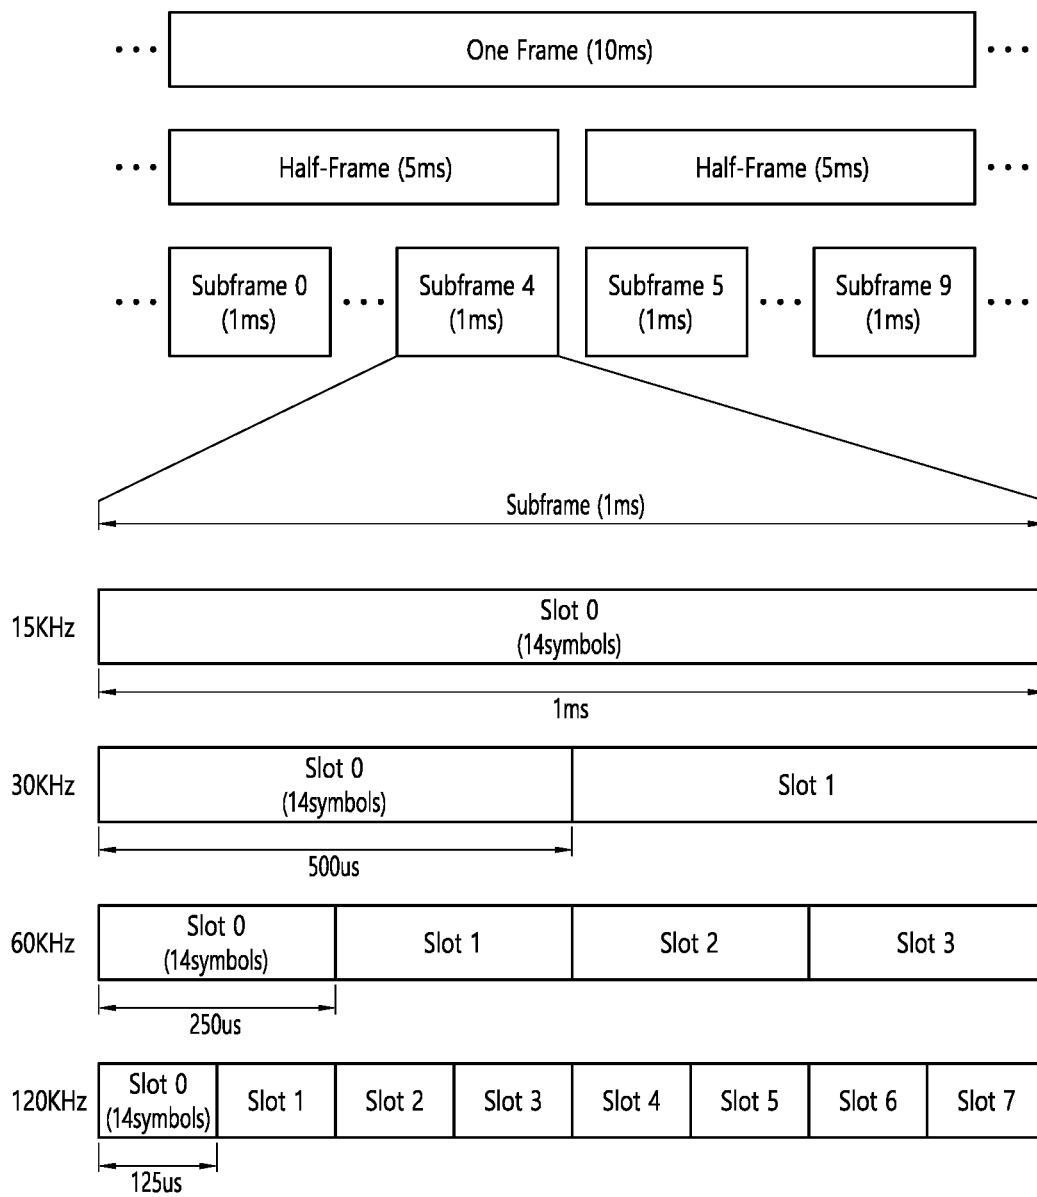 ··· One Frame (10ms) ···
··· Half-Frame (5ms) Half-Frame (5ms) ···
Subframe 0 Subframe 4 Subframe 5 Subframe 9
··· (1ms) ··· (1ms) (1ms) ··· (1ms) ···
Subframe (1ms)
15KHz
Slot 0
(14symbols)
1ms
30KHz
Slot 0
(14symbols)
Slot 1
500us
60KHz
Slot 0
(14symbols)
Slot 1
Slot 2
Slot 3
250us
120KHz
Slot 0
(14symbols)
Slot 1
Slot 2
Slot 3
Slot 4
Slot 5
Slot 6
Slot 7
125us